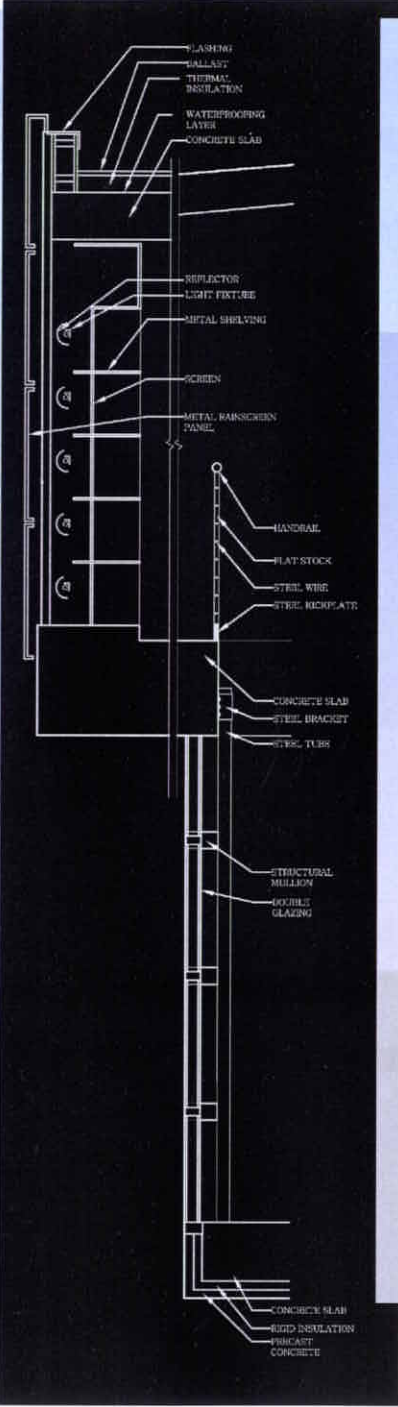 FLASHING
BALLAST
THERMAL
INSULATION
WATERPROOFING
LAYER
CONCRETE SLAB
REFLECTOR
LIGHT FIXTURE
METAL SHELVING
SCREEN
METAL RAINSCREEN
PANEL
HANDRAIL
FLAT STOCK
STEEL WIRE
STEEL KICKPLATE
CONCRETE SLAB
STEEL BRACKET
STEEL TUBE
STRUCTURAL
MULLION
DOUBLE
GLAZING
CONCRETE SLAB
RIGID INSULATION
PRECAST
CONCRETE